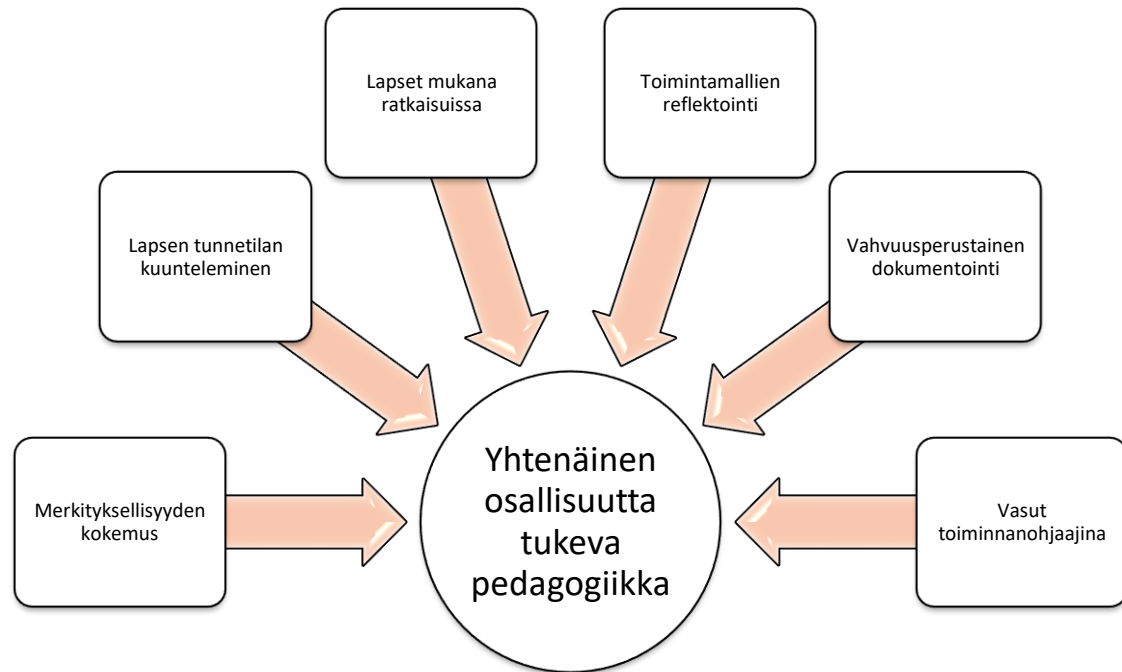 Lapset mukana
ratkaisuissa
Toimintamallien
reflektointi
Lapsen tunnetilan
kuunteleminen
Vahvuusperustainen
dokumentointi
Merkityksellisyyden
kokemus
Yhtenäinen
osallisuutta
tukeva
pedagogiikka
Vasut
toiminnanohjaajina